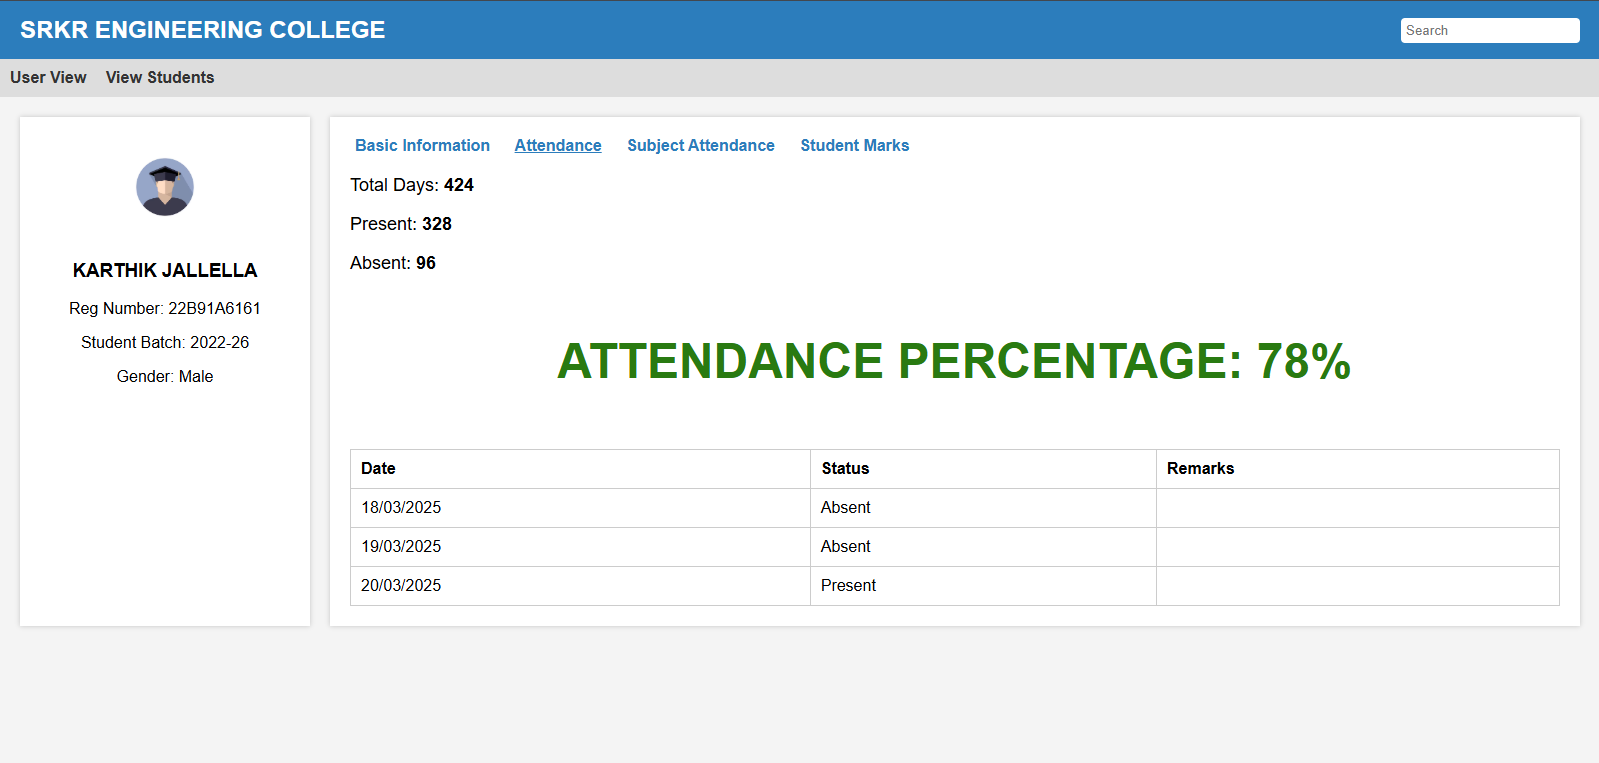 SRKR ENGINEERING COLLEGE
Search
User View View Students
KARTHIK JALLELLA
Reg Number: 22B91A6161
Student Batch: 2022-26
Gender: Male
Basic Information Attendance Subject Attendance Student Marks
Total Days: 424
Present: 328
Absent: 96
ATTENDANCE PERCENTAGE: 78%
Date Status Remarks
18/03/2025 Absent
19/03/2025 Absent
20/03/2025 Present